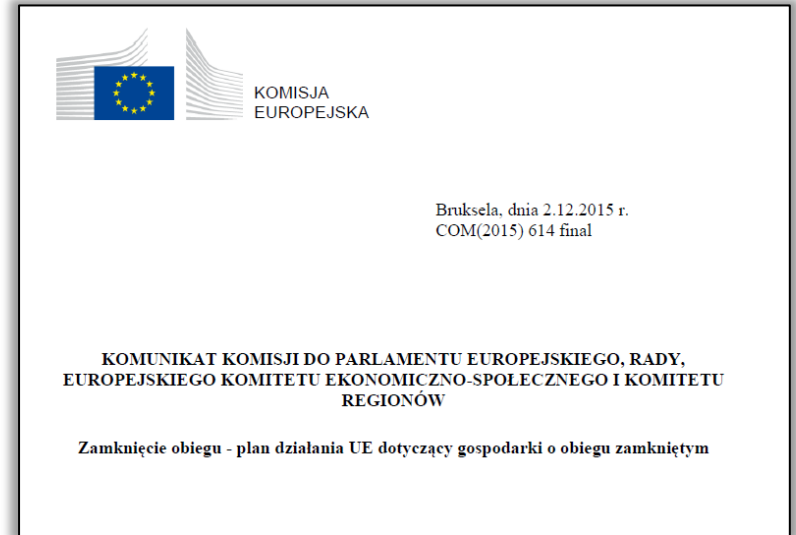 KOMISJA
EUROPEJSKA
Bruksela, dnia 2.12.2015 r.
COM(2015) 614 final
KOMUNIKAT KOMISJI DO PARLAMENTU EUROPEJSKIEGO, RADY,
EUROPEJSKIEGO KOMITETU EKONOMICZNO-SPOŁECZNEGO I KOMITETU
REGIONÓW
Zamknięcie obiegu - plan działania UE dotyczący gospodarki o obiegu zamkniętym